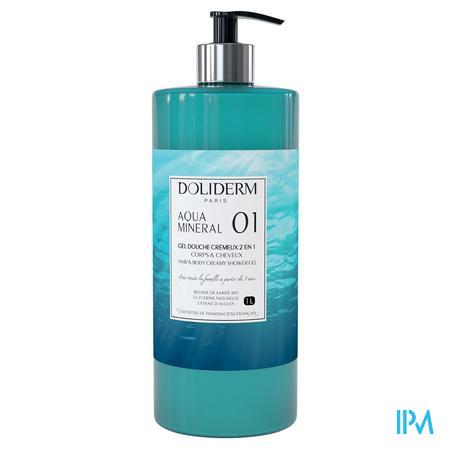 DOLIDERM
PARIS
AQUA
MINERAL 01
GEL DOUCHE CRÉMEUX 2 EN 1
CORPS & CHEVEUX
HAIR & BODY CREAMY SHOWER GEL
Pour toute la famille à partir de 3 ans
BEURRE DE KARITÉ BIO
GLYCÉRINE NATURELLE
EXTRAIT D'ALGUES
1 L
L'EXPERTISE DE PHARMACIENS FRANÇAIS
IPM